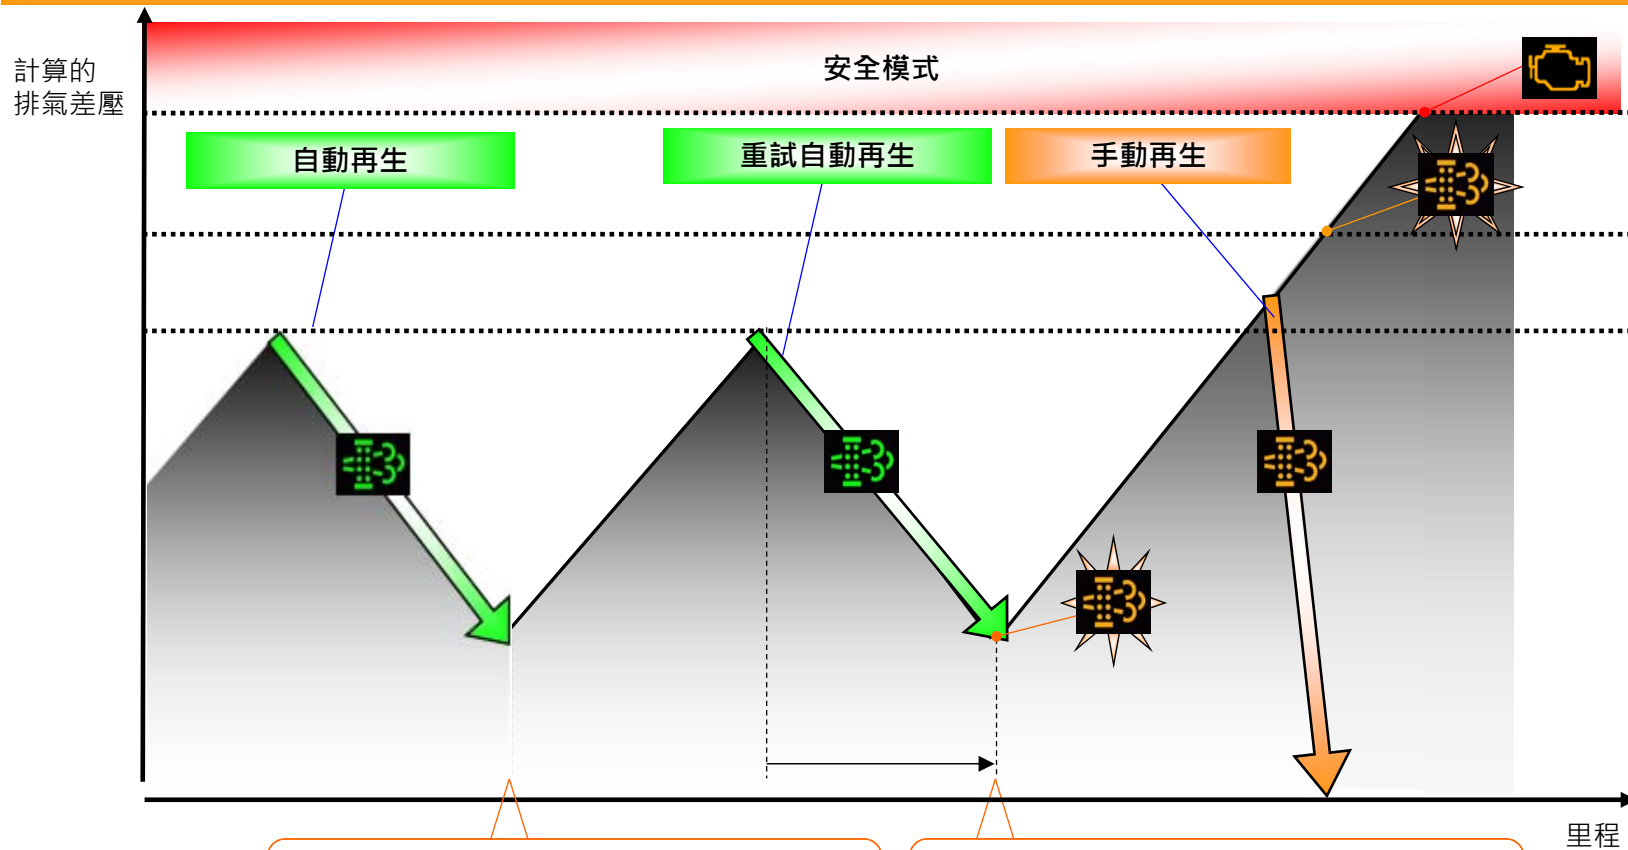 計算的
排氣差壓
安全模式
自動再生
重試自動再生
手動再生
里程